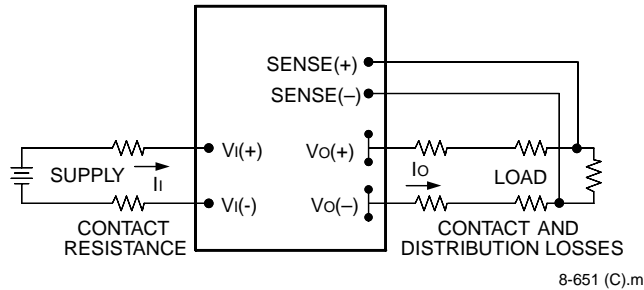 SENSE(+)
SENSE(–)
VI(+)
VO(+)
SUPPLY
II
IO
LOAD
VI(-)
VO(–)
CONTACT
RESISTANCE
CONTACT AND
DISTRIBUTION LOSSES
8-651 (C).m